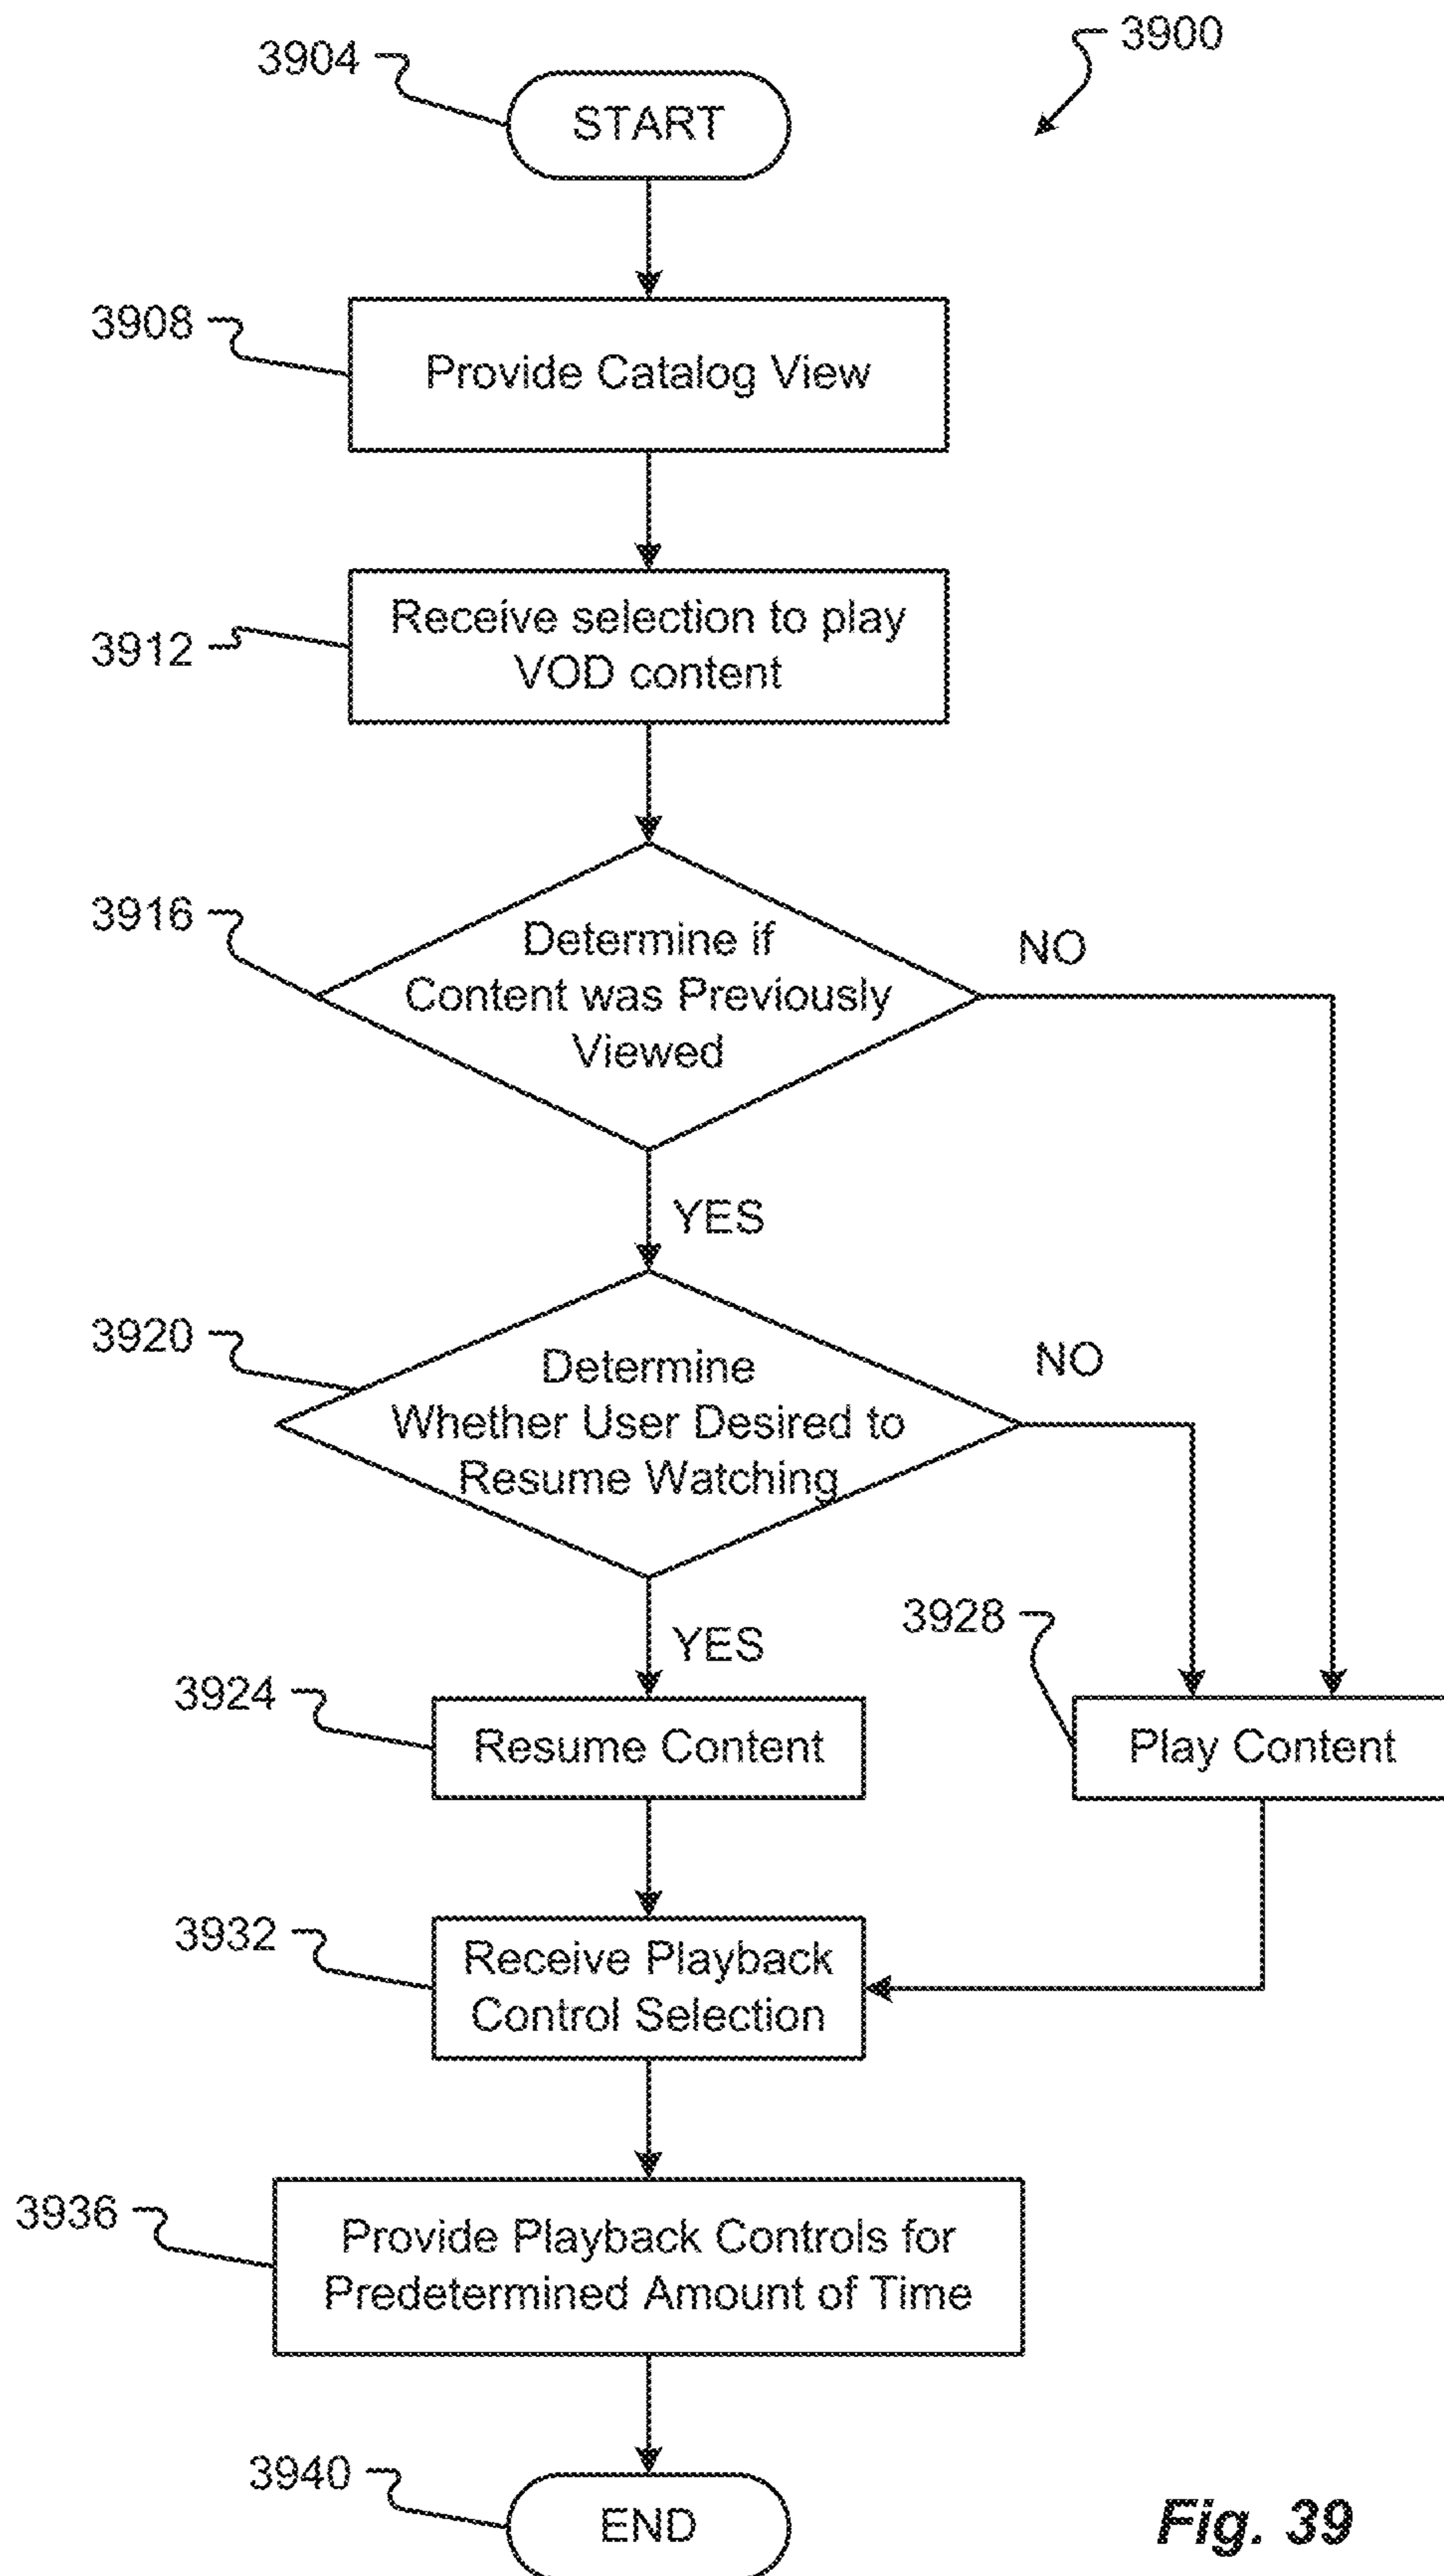 3900
3904
START
3908
Provide Catalog View
3912
Receive selection to play
VOD content
3916
Determine if
Content was Previously
Viewed
NO
YES
3920
Determine
Whether User Desired to
Resume Watching
NO
YES
3928
3924
Resume Content
Play Content
3932
Receive Playback
Control Selection
3936
Provide Playback Controls for
Predetermined Amount of Time
3940
END
Fig. 39